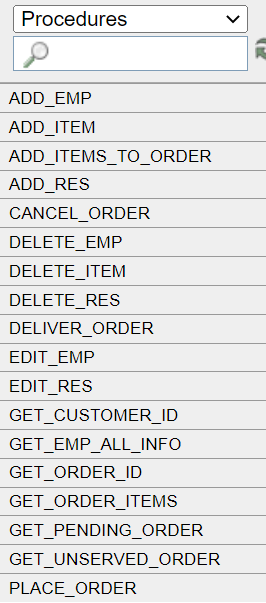 Procedures
ADD_EMP
ADD_ITEM
ADD_ITEMS_TO_ORDER
ADD_RES
CANCEL_ORDER
DELETE_EMP
DELETE_ITEM
DELETE_RES
DELIVER_ORDER
EDIT_EMP
EDIT_RES
GET_CUSTOMER_ID
GET_EMP_ALL_INFO
GET_ORDER_ID
GET_ORDER_ITEMS
GET_PENDING_ORDER
GET_UNSERVED_ORDER
PLACE_ORDER